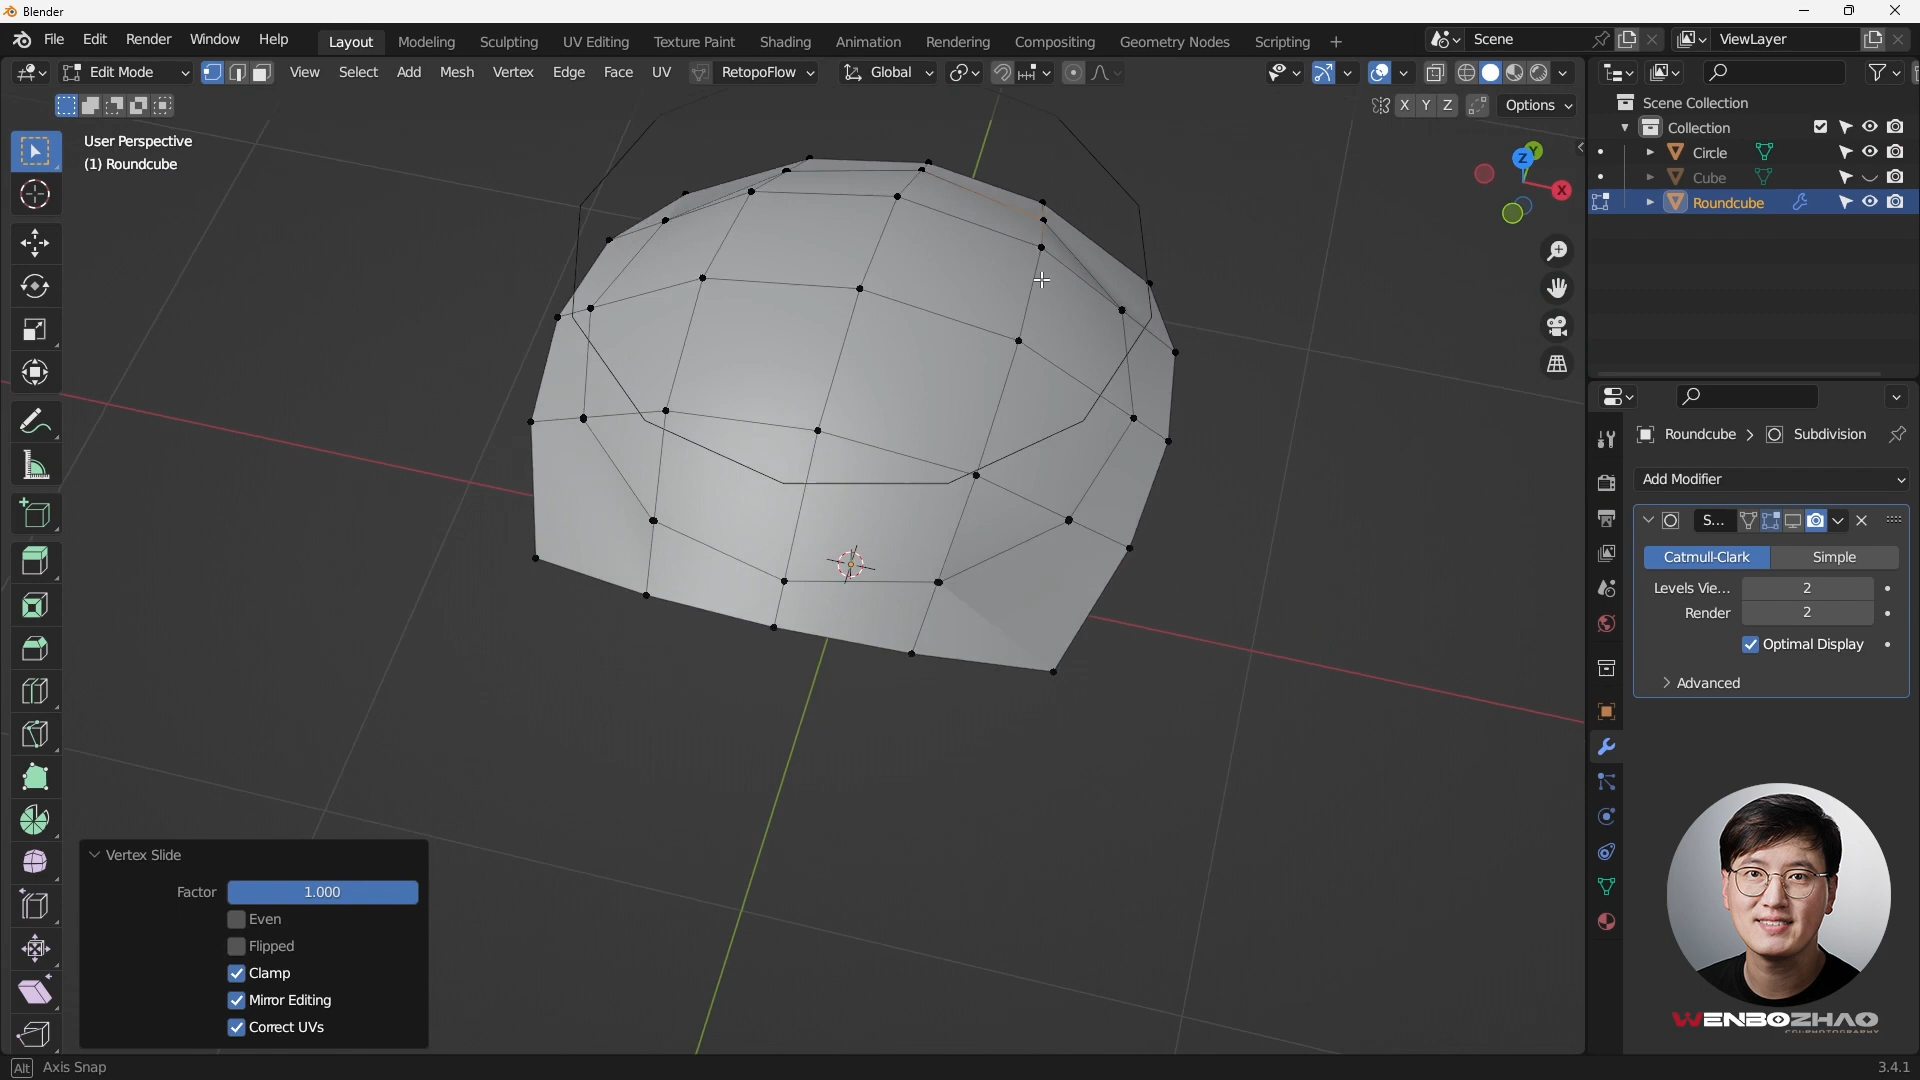 Blender
File Edit Render Window Help Layout Modeling Sculpting UV Editing Texture Paint Shading Animation Rendering Compositing Geometry Nodes Scripting + Scene ViewLayer
Edit Mode View Select Add Mesh Vertex Edge Face UV RetopoFlow Global
X Y Z Options
User Perspective
(1) Roundcube
Z Y X
Scene Collection
Collection
Circle
Cube
Roundcube
Roundcube > Subdivision
Add Modifier
S...
Catmull-Clark Simple
Levels Vie... 2
Render 2
Optimal Display
Advanced
Vertex Slide
Factor 1.000
Even
Flipped
Clamp
Mirror Editing
Correct UVs
WENBOZHAO
Alt Axis Snap
3.4.1